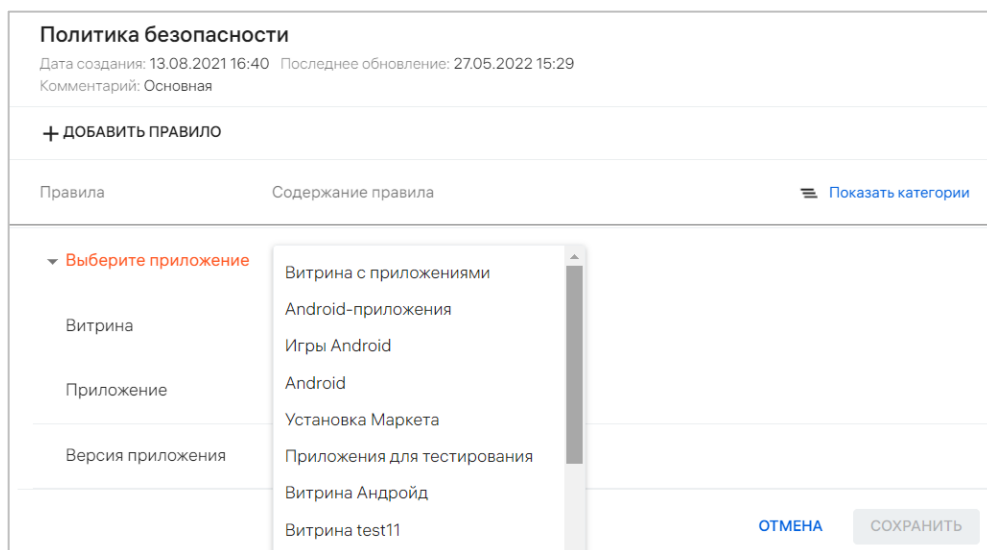 Политика безопасности
Дата создания: 13.08.2021 16:40 Последнее обновление: 27.05.2022 15:29
Комментарий: Основная
+ ДОБАВИТЬ ПРАВИЛО
Правила Содержание правила Показать категории
Выберите приложение
Витрина с приложениями
Android-приложения
Витрина
Игры Android
Приложение
Android
Установка Маркета
Версия приложения
Приложения для тестирования
Витрина Андройд
Витрина test11
ОТМЕНА СОХРАНИТЬ